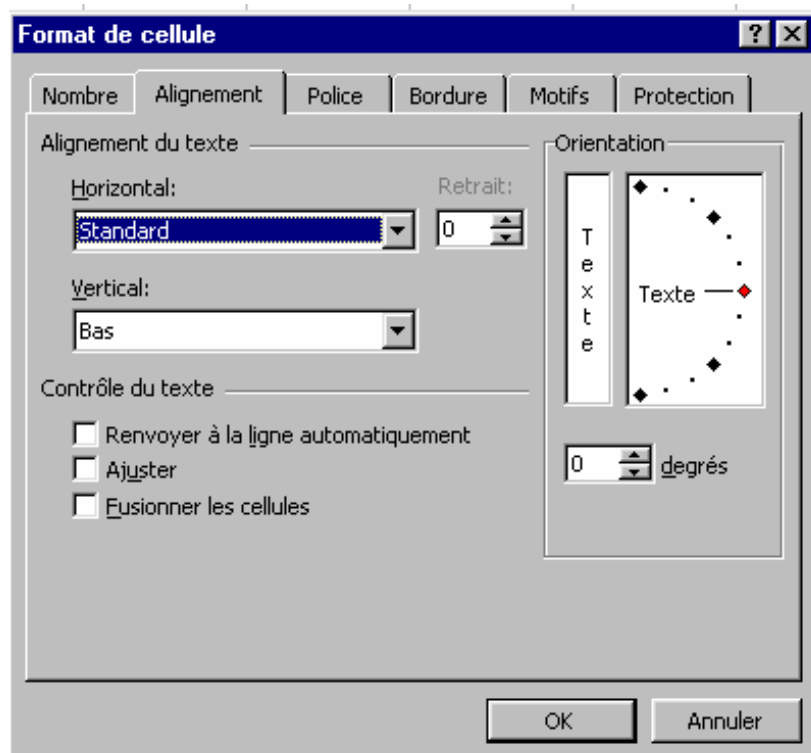 Format de cellule
Nombre Alignement Police Bordure Motifs Protection
Alignement du texte
Horizontal: Retrait:
Standard 0
Vertical:
Bas
Contrôle du texte
Renvoyer à la ligne automatiquement
Ajuster
Fusionner les cellules
Orientation
Texte
Texte
0 degrés
OK Annuler